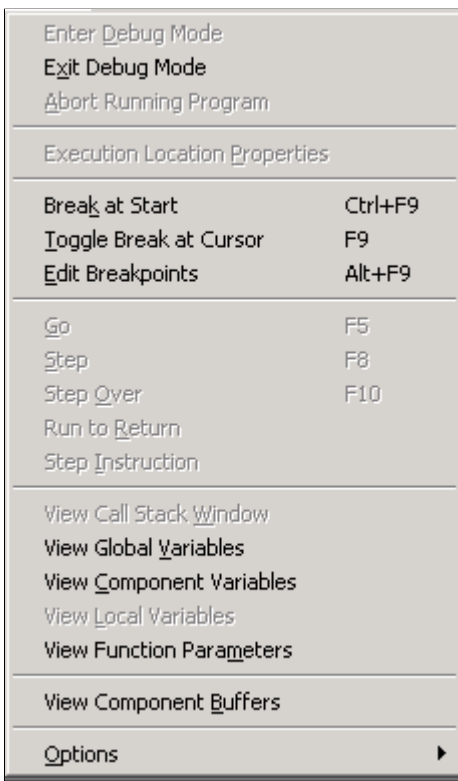 Enter Debug Mode
Exit Debug Mode
Abort Running Program
Execution Location Properties
Break at Start Ctrl+F9
Toggle Break at Cursor F9
Edit Breakpoints Alt+F9
Go F5
Step F8
Step Over F10
Run to Return
Step Instruction
View Call Stack Window
View Global Variables
View Component Variables
View Local Variables
View Function Parameters
View Component Buffers
Options